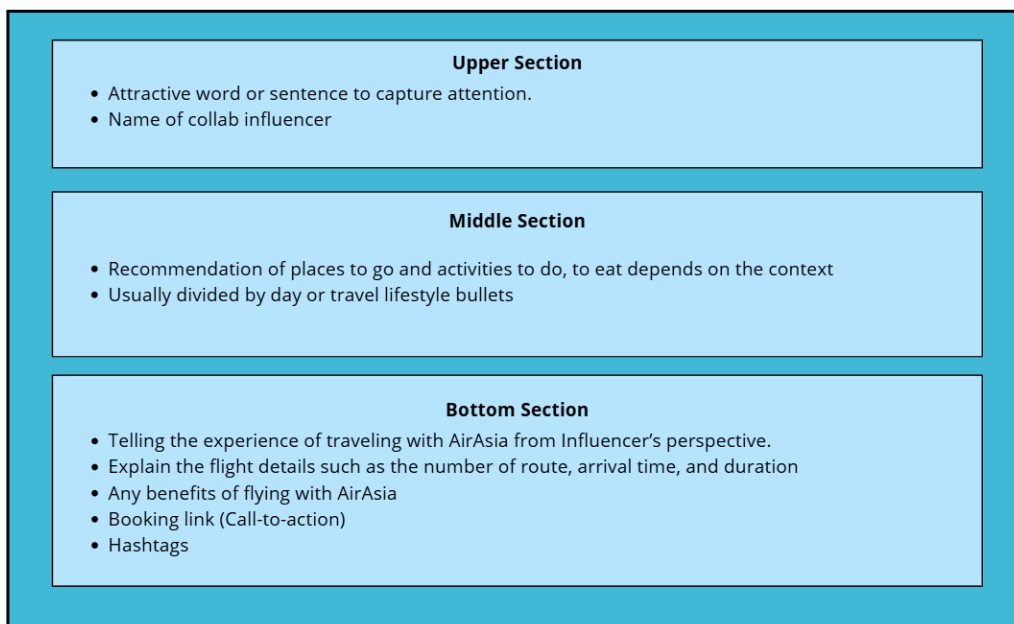 Upper Section
• Attractive word or sentence to capture attention.
• Name of collab influencer
Middle Section
• Recommendation of places to go and activities to do, to eat depends on the context
• Usually divided by day or travel lifestyle bullets
Bottom Section
• Telling the experience of traveling with AirAsia from Influencer’s perspective.
• Explain the flight details such as the number of route, arrival time, and duration
• Any benefits of flying with AirAsia
• Booking link (Call-to-action)
• Hashtags